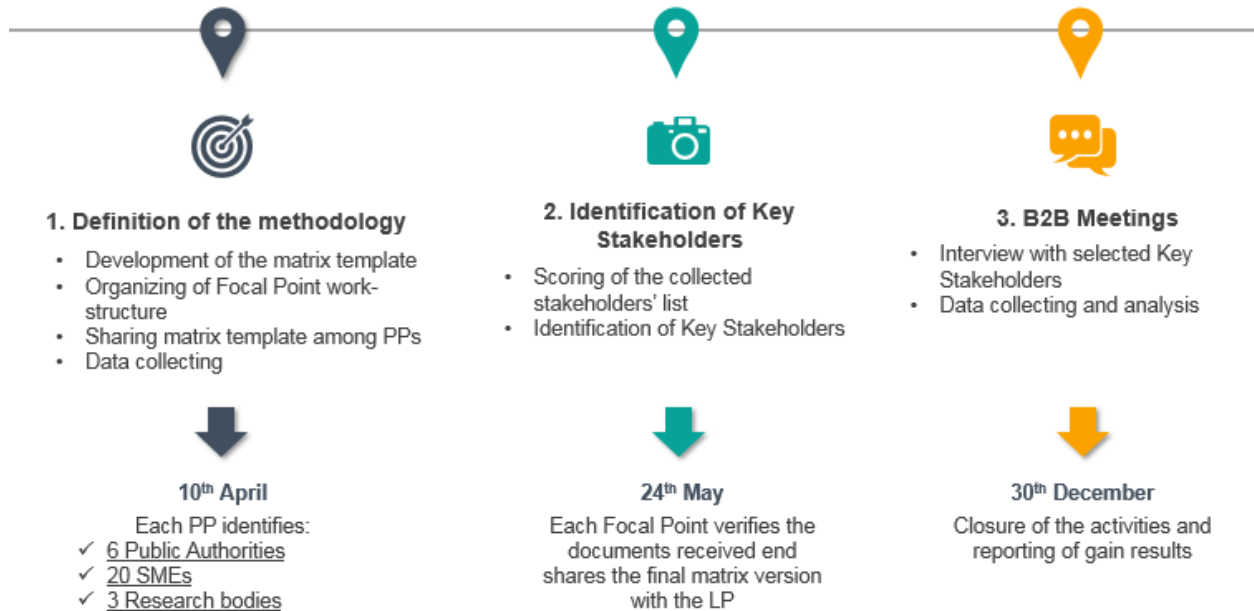 1. Definition of the methodology
• Development of the matrix template
• Organizing of Focal Point work-
structure
• Sharing matrix template among PPs
• Data collecting
10th April
Each PP identifies:
✓ 6 Public Authorities
✓ 20 SMEs
✓ 3 Research bodies
2. Identification of Key
Stakeholders
• Scoring of the collected
stakeholders' list
• Identification of Key Stakeholders
24th May
Each Focal Point verifies the
documents received end
shares the final matrix version
with the LP
3. B2B Meetings
• Interview with selected Key
Stakeholders
• Data collecting and analysis
30th December
Closure of the activities and
reporting of gain results